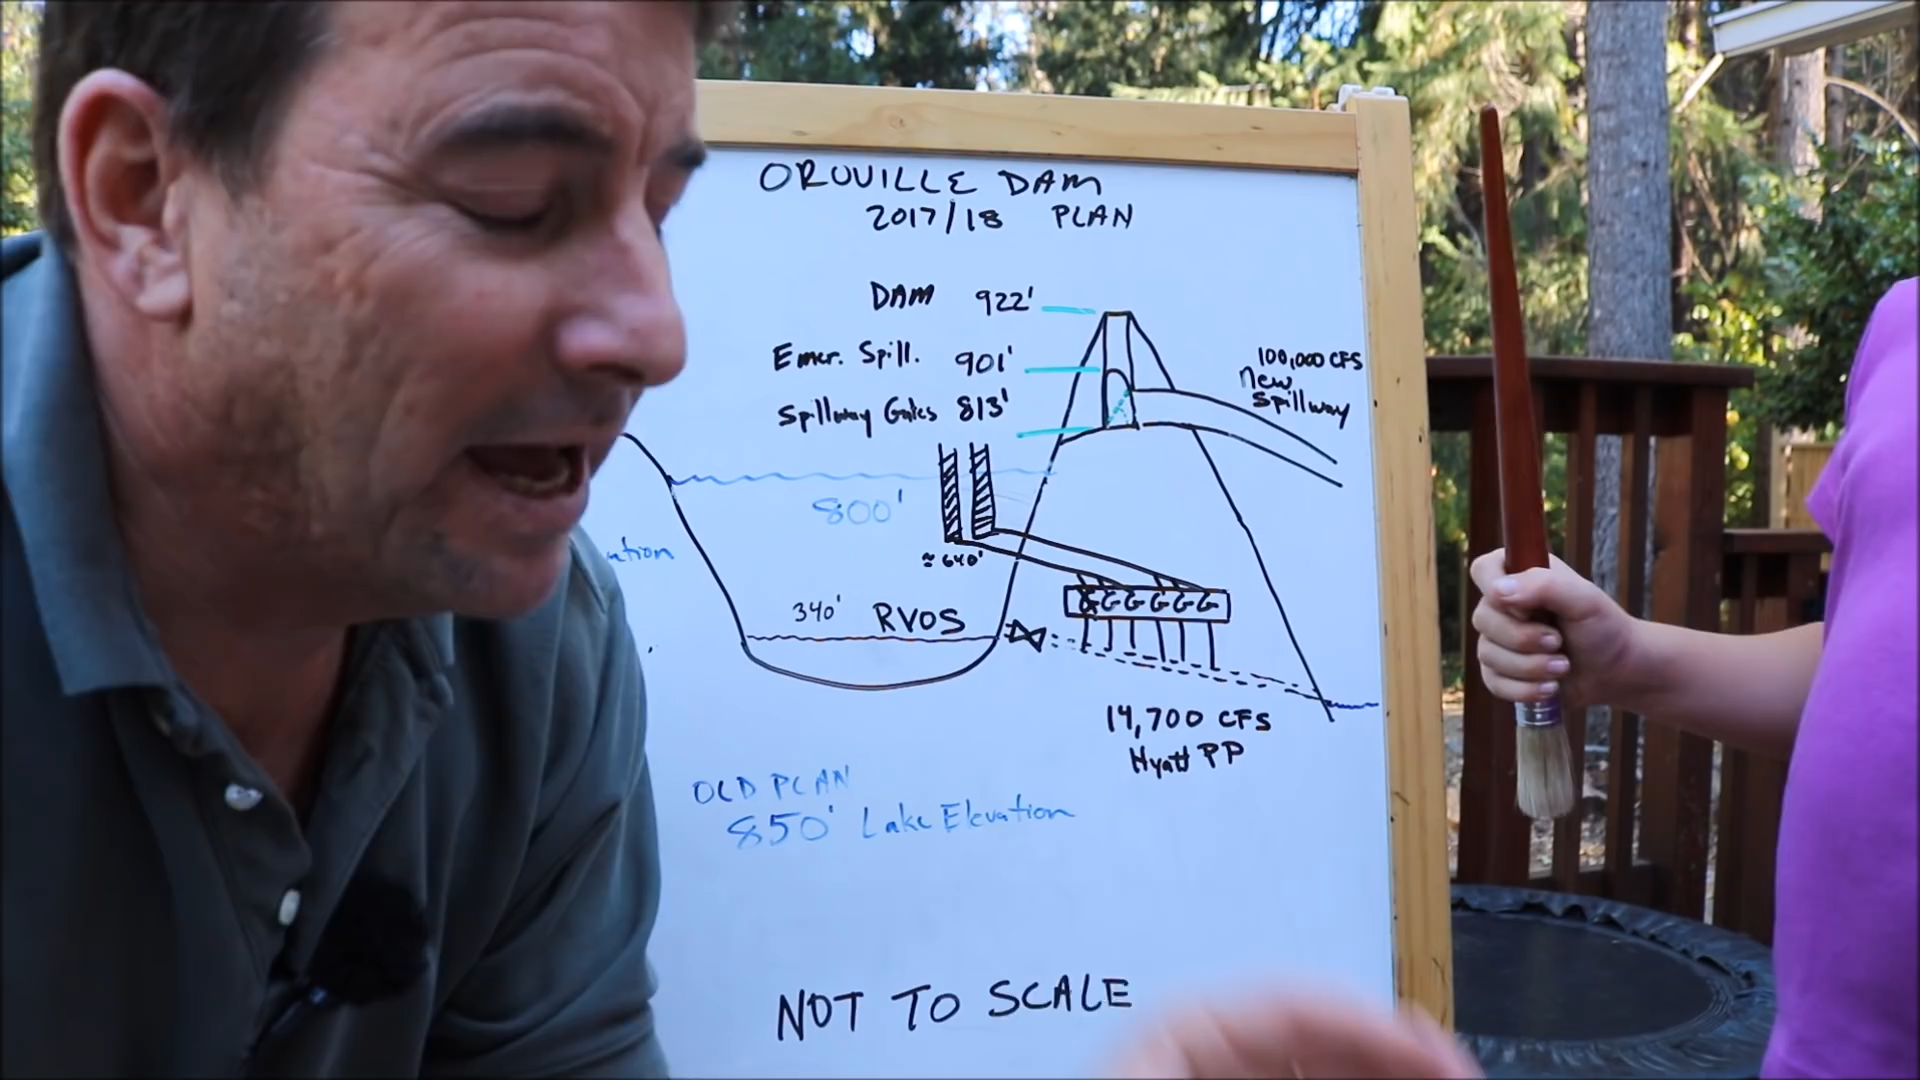 OROVILLE DAM
2017/18 PLAN
DAM 922'
Emer. Spill. 901'
Spillway Gates 813'
100,000 CFS
New
Spillway
800'
≈640'
ation
340' RVOS
G G G G G
14,700 CFS
Hyatt PP
OLD PLAN
850' Lake Elevation
NOT TO SCALE